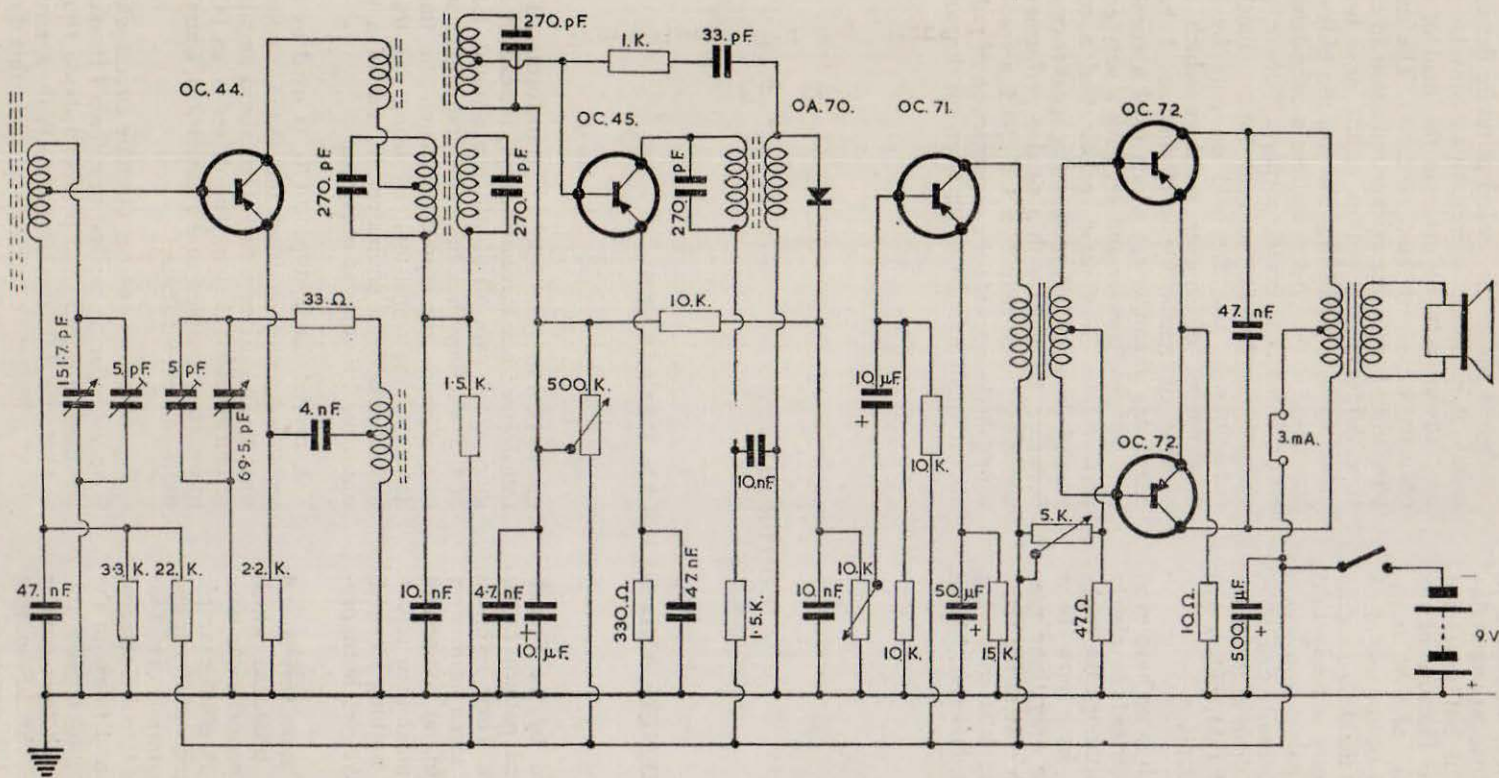 270. pF.
1. K.
33. pF.
OC. 44.
OC. 45.
OA. 70.
OC. 71.
OC. 72.
270. pF.
270. pF.
270. pF.
33. Ω.
10. K.
47. nF.
151·7. pF.
5. pF.
5. pF.
69·5. pF.
4. nF.
1·5. K.
500. K.
10. nF.
10. µF.
+
10. K.
OC. 72.
3. mA.
5. K.
47. nF.
3·3. K.
22. K.
2·2. K.
10. nF.
4·7. nF.
+
10. µF.
330. Ω.
47. nF.
1·5. K.
10. nF.
10. K.
10. K.
50. µF.
+
15. K.
47. Ω.
10. Ω.
500. µF.
+
−
9. V.
+